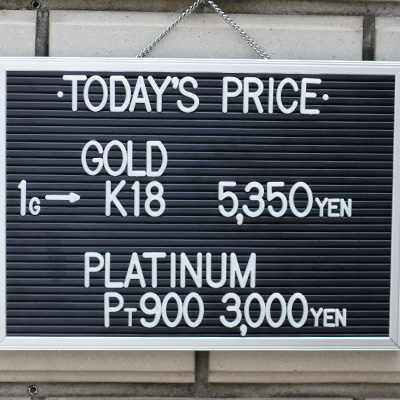 ·TODAY'S PRICE·
GOLD
1G→ K18 5,350YEN
PLATINUM
PT900 3,000YEN